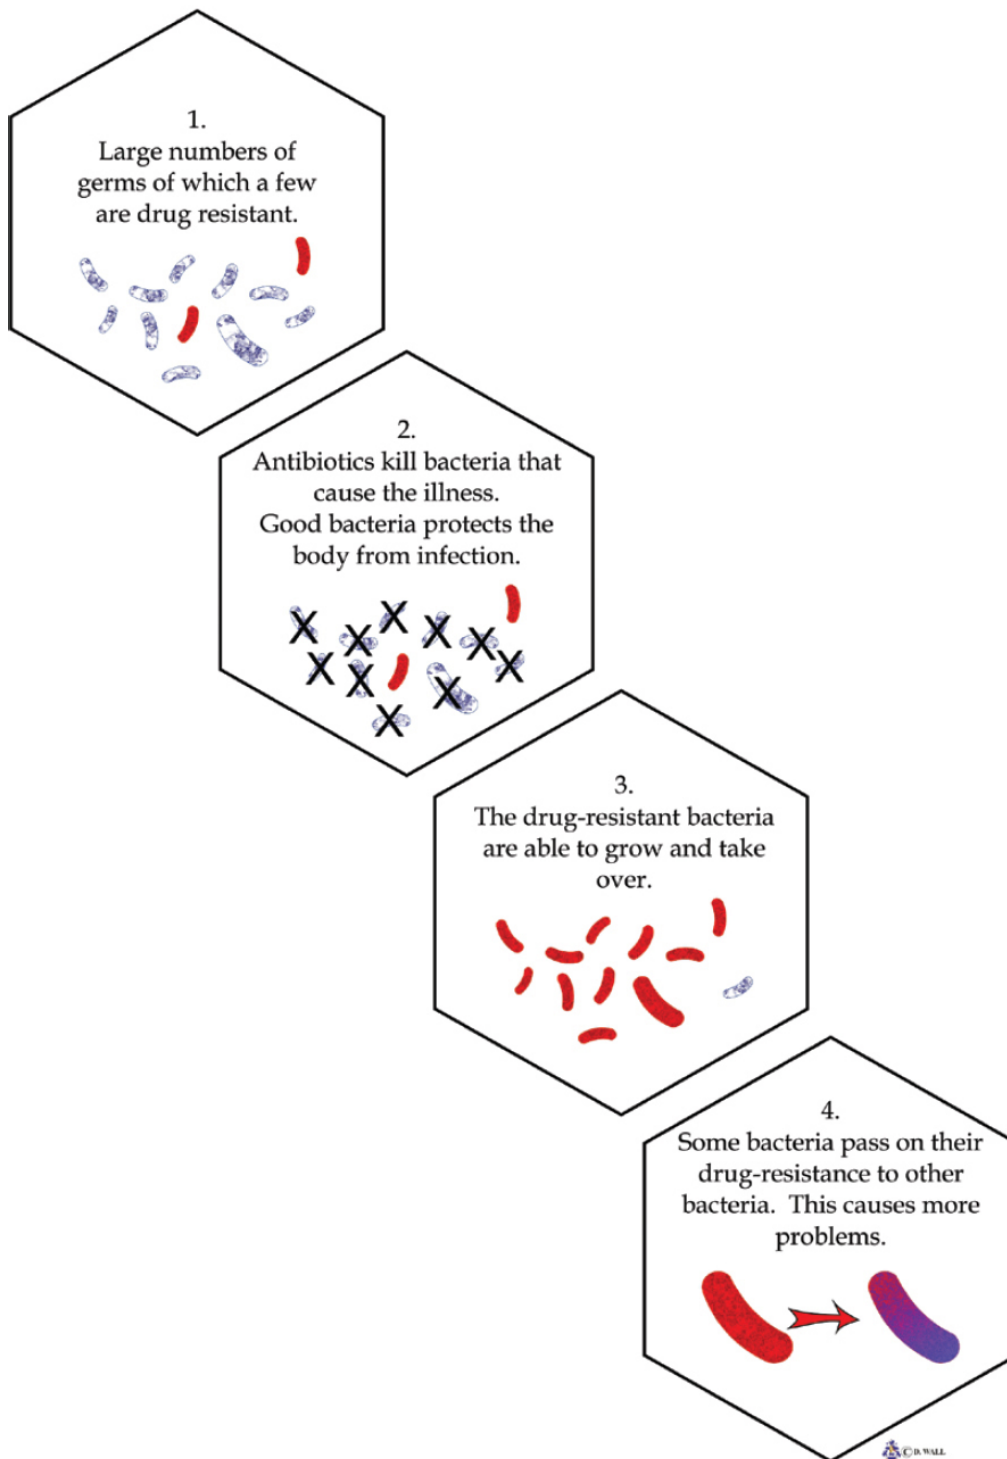 1.
Large numbers of
germs of which a few
are drug resistant.
2.
Antibiotics kill bacteria that
cause the illness.
Good bacteria protects the
body from infection.
X X X X X X X X X X
3.
The drug-resistant bacteria
are able to grow and take
over.
4.
Some bacteria pass on their
drug-resistance to other
bacteria.  This causes more
problems.
© D. WALL